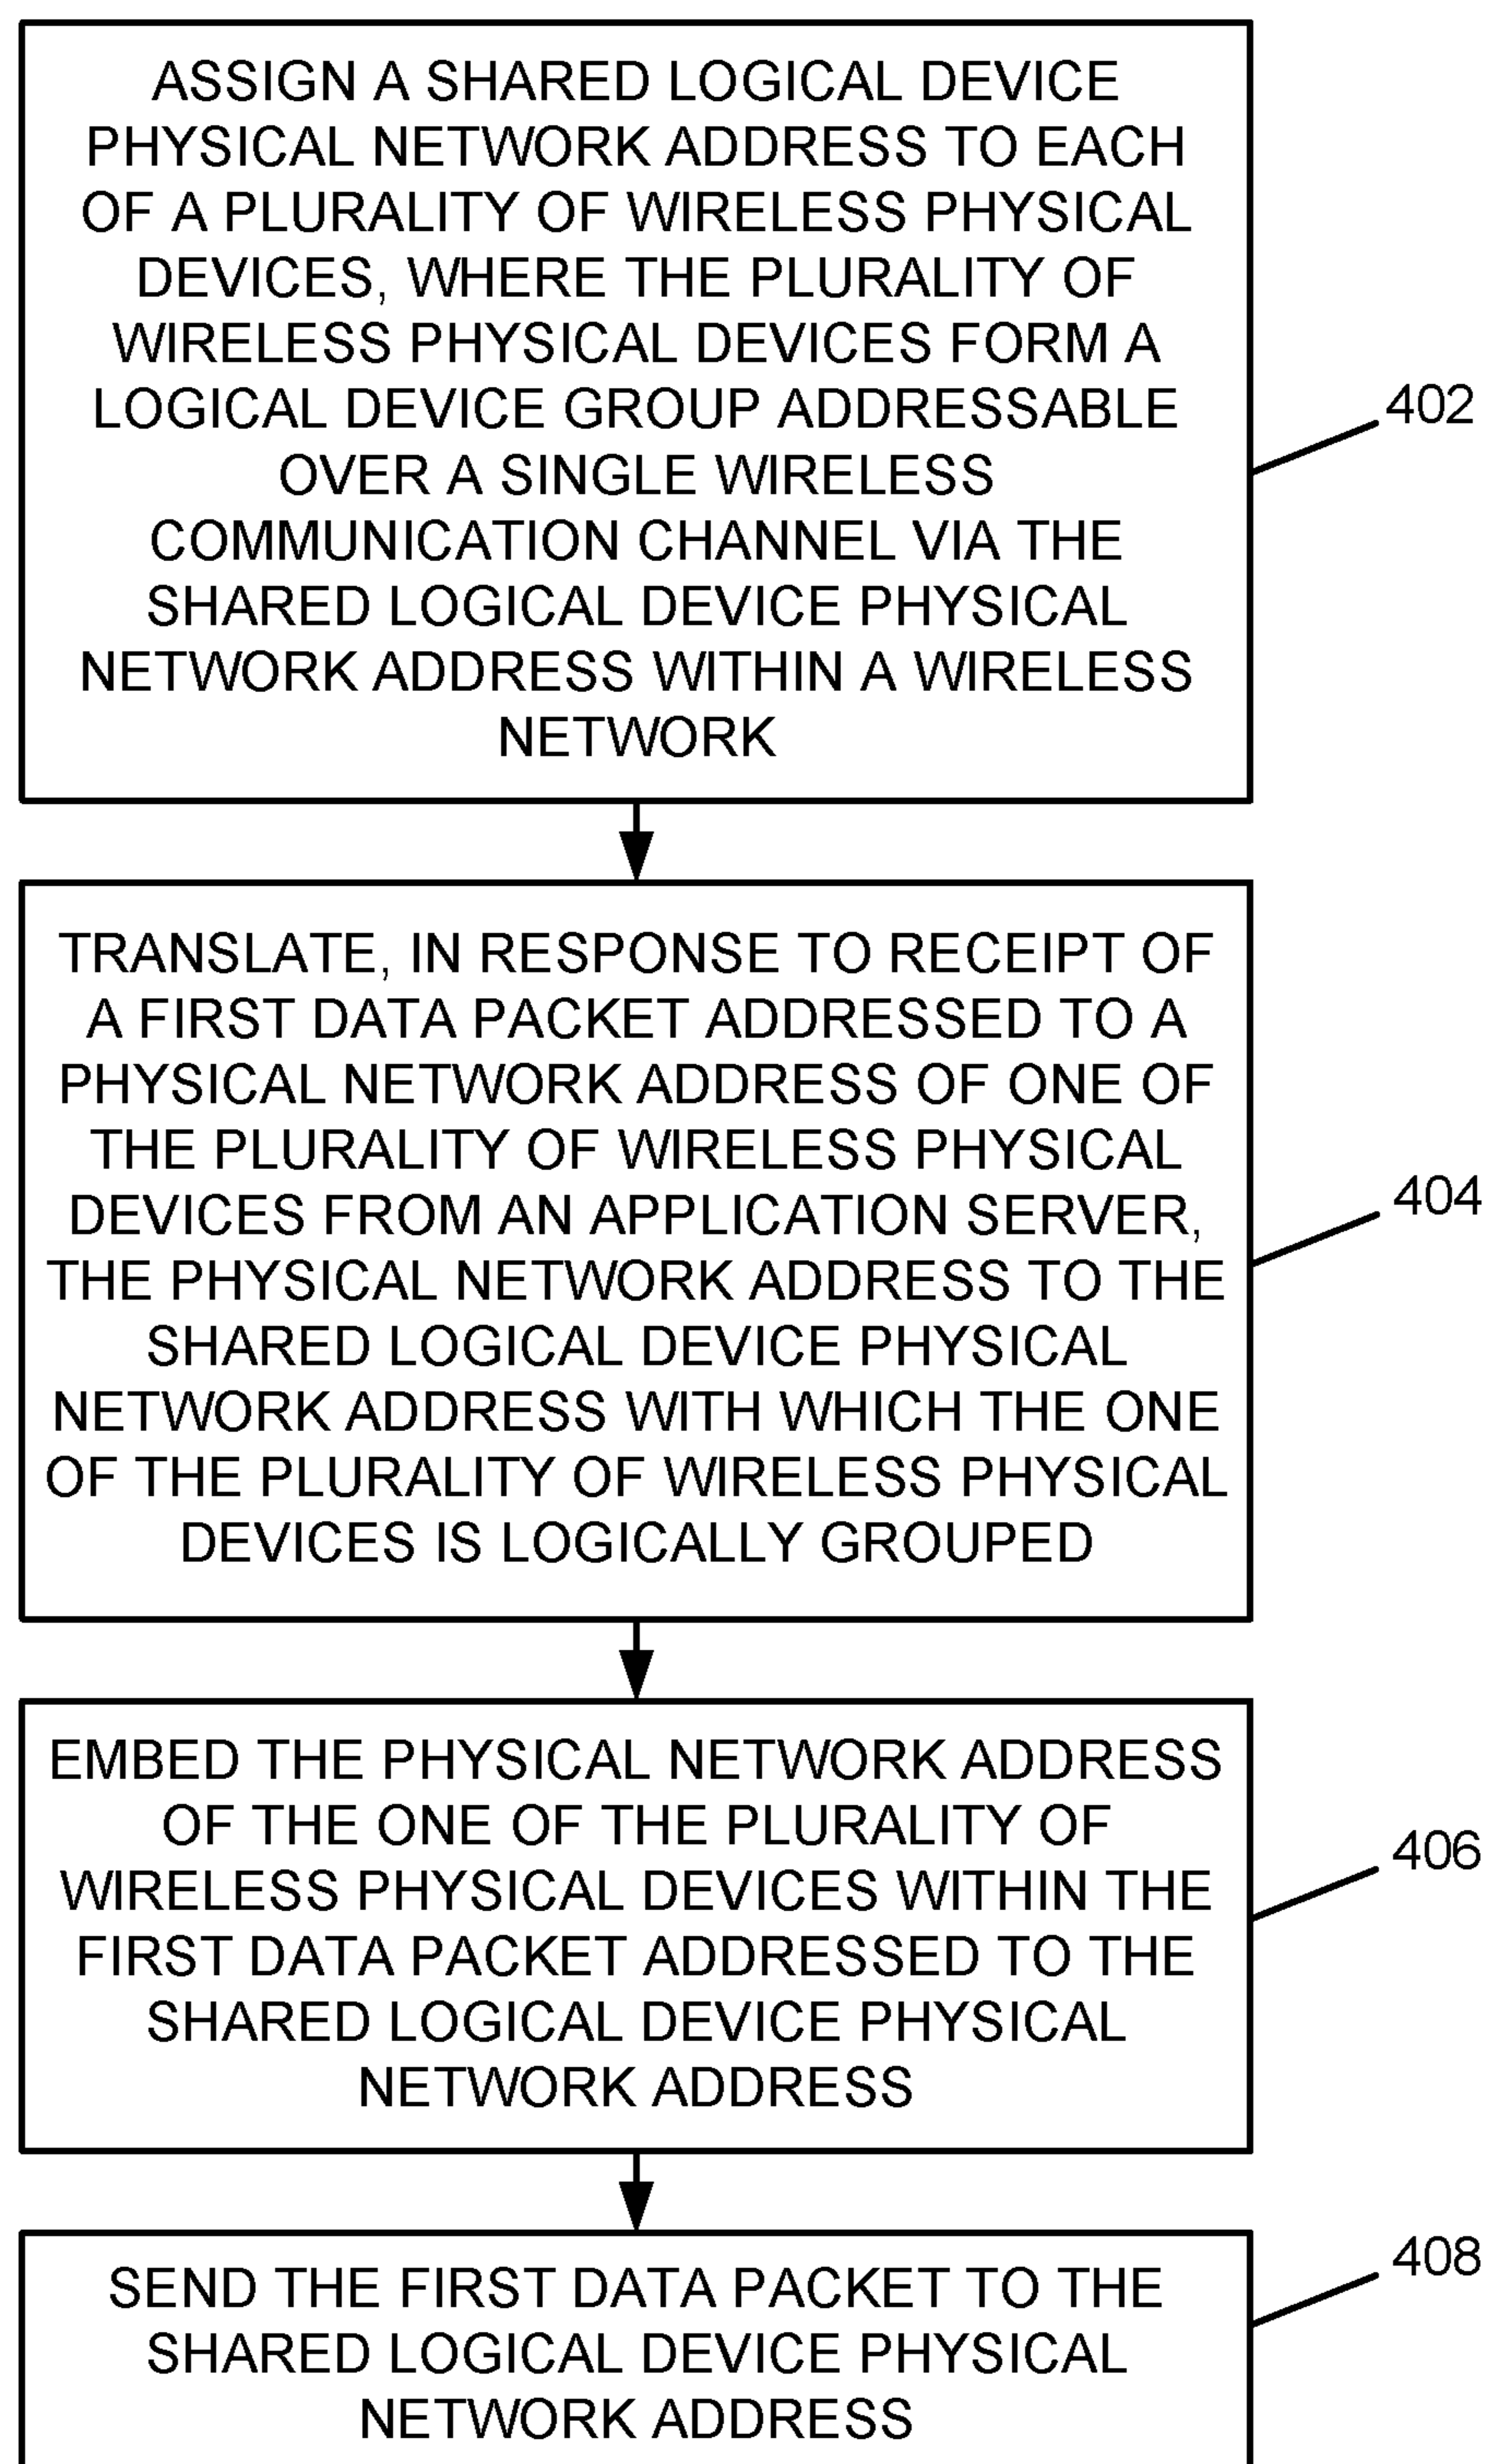 ASSIGN A SHARED LOGICAL DEVICE
PHYSICAL NETWORK ADDRESS TO EACH
OF A PLURALITY OF WIRELESS PHYSICAL
DEVICES, WHERE THE PLURALITY OF
WIRELESS PHYSICAL DEVICES FORM A
LOGICAL DEVICE GROUP ADDRESSABLE
OVER A SINGLE WIRELESS
COMMUNICATION CHANNEL VIA THE
SHARED LOGICAL DEVICE PHYSICAL
NETWORK ADDRESS WITHIN A WIRELESS
NETWORK
402
TRANSLATE, IN RESPONSE TO RECEIPT OF
A FIRST DATA PACKET ADDRESSED TO A
PHYSICAL NETWORK ADDRESS OF ONE OF
THE PLURALITY OF WIRELESS PHYSICAL
DEVICES FROM AN APPLICATION SERVER,
THE PHYSICAL NETWORK ADDRESS TO THE
SHARED LOGICAL DEVICE PHYSICAL
NETWORK ADDRESS WITH WHICH THE ONE
OF THE PLURALITY OF WIRELESS PHYSICAL
DEVICES IS LOGICALLY GROUPED
404
EMBED THE PHYSICAL NETWORK ADDRESS
OF THE ONE OF THE PLURALITY OF
WIRELESS PHYSICAL DEVICES WITHIN THE
FIRST DATA PACKET ADDRESSED TO THE
SHARED LOGICAL DEVICE PHYSICAL
NETWORK ADDRESS
406
SEND THE FIRST DATA PACKET TO THE
SHARED LOGICAL DEVICE PHYSICAL
NETWORK ADDRESS
408